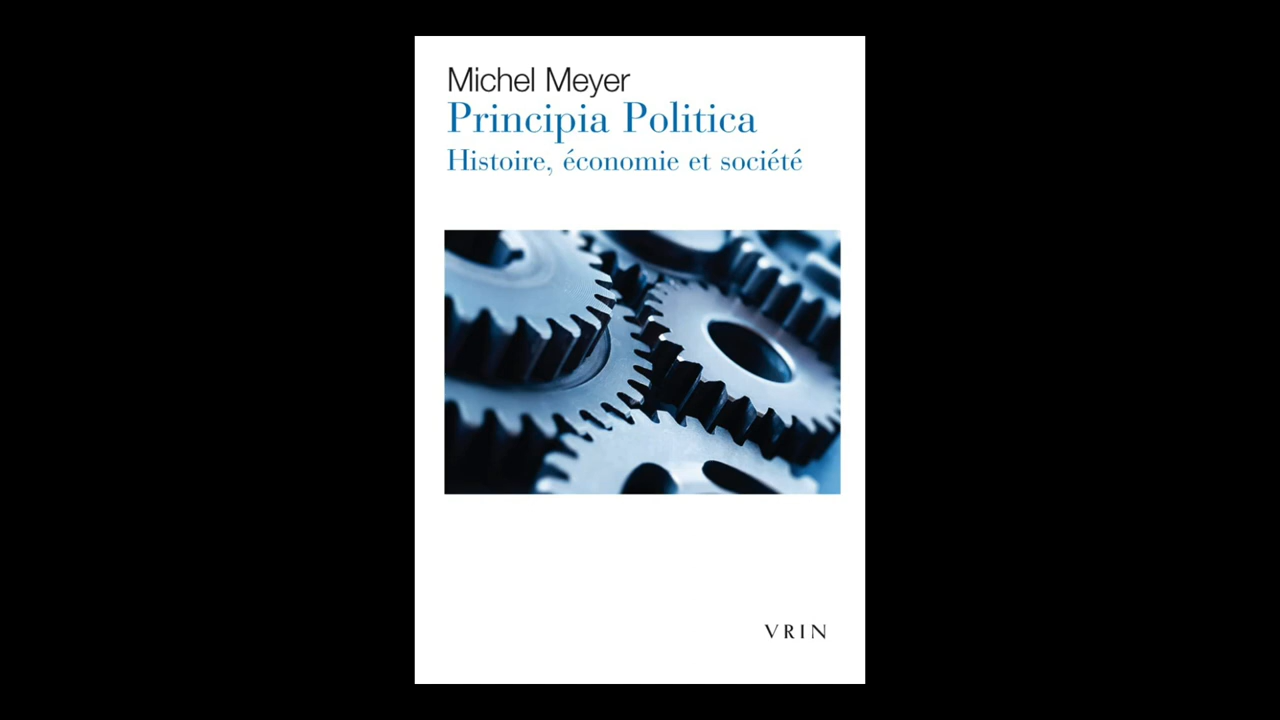 Michel Meyer
Principia Politica
Histoire, économie et société
VRIN